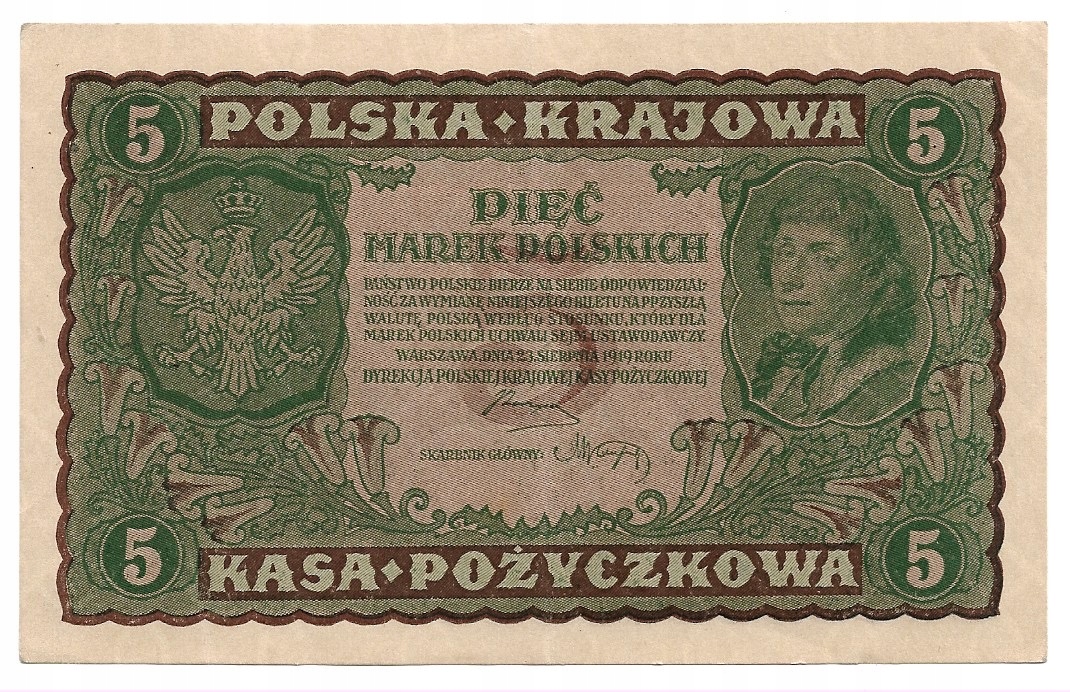 5 POLSKA • KRAJOWA 5
PIĘĆ
MAREK POLSKICH
PAŃSTWO POLSKIE BIERZE NA SIEBIE ODPOWIEDZIAL-
NOŚĆ ZA WYMIANĘ NINIEJSZEGO BILETU NA PRZYSZŁĄ
WALUTĘ POLSKĄ WEDŁUG STOSUNKU, KTÓRY DLA
MAREK POLSKICH UCHWALI SEJM USTAWODAWCZY.
WARSZAWA, DNIA 23. SIERPNIA 1919 ROKU
DYREKCJA POLSKIEJ KRAJOWEJ KASY POŻYCZKOWEJ
SKARBNIK GŁÓWNY:
5 KASA • POŻYCZKOWA 5